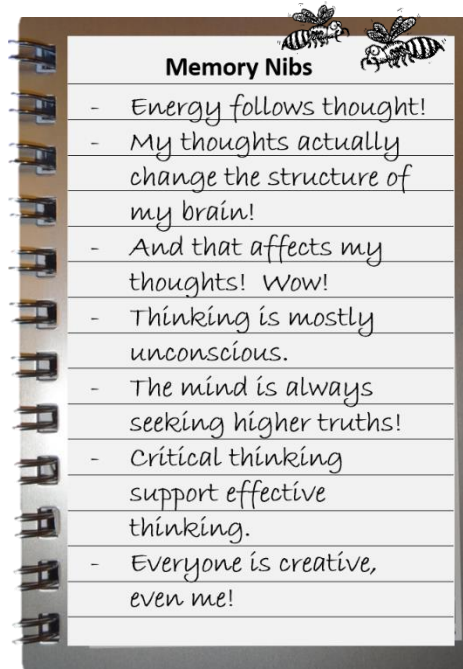 Memory Nibs
- Energy follows thought!
- My thoughts actually
change the structure of
my brain!
- And that affects my
thoughts!  Wow!
- Thinking is mostly
unconscious.
- The mind is always
seeking higher truths!
- Critical thinking
support effective
thinking.
- Everyone is creative,
even me!